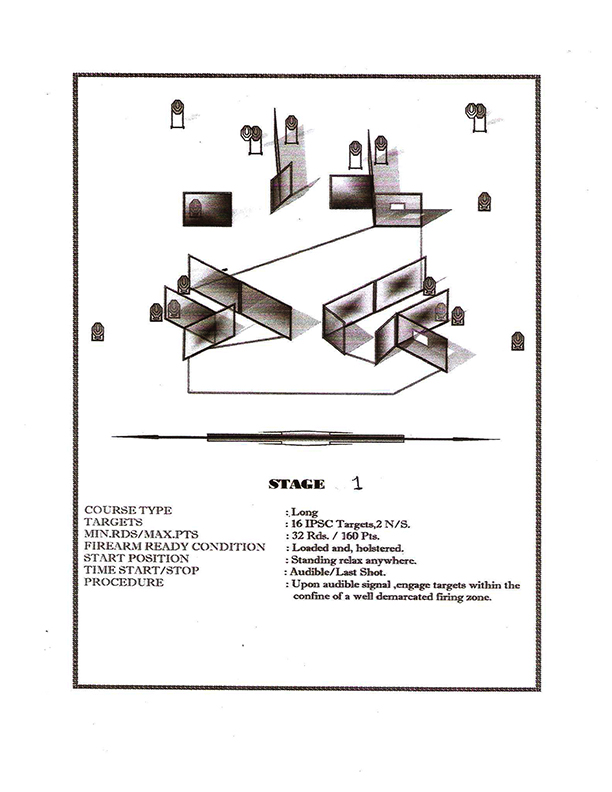 STAGE 1
COURSE TYPE : Long
TARGETS : 16 IPSC Targets,2 N/S.
MIN.RDS/MAX.PTS : 32 Rds. / 160 Pts.
FIREARM READY CONDITION : Loaded and, holstered.
START POSITION : Standing relax anywhere.
TIME START/STOP : Audible/Last Shot.
PROCEDURE : Upon audible signal ,engage targets within the
confine of a well demarcated firing zone.